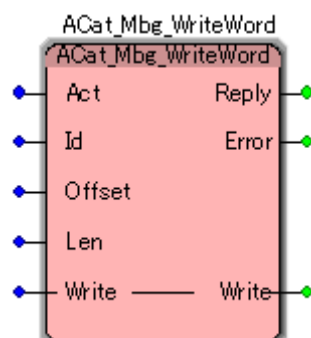 ACat_Mbg_WriteWord
ACat_Mbg_WriteWord
Act Reply
Id Error
Offset
Len
Write Write